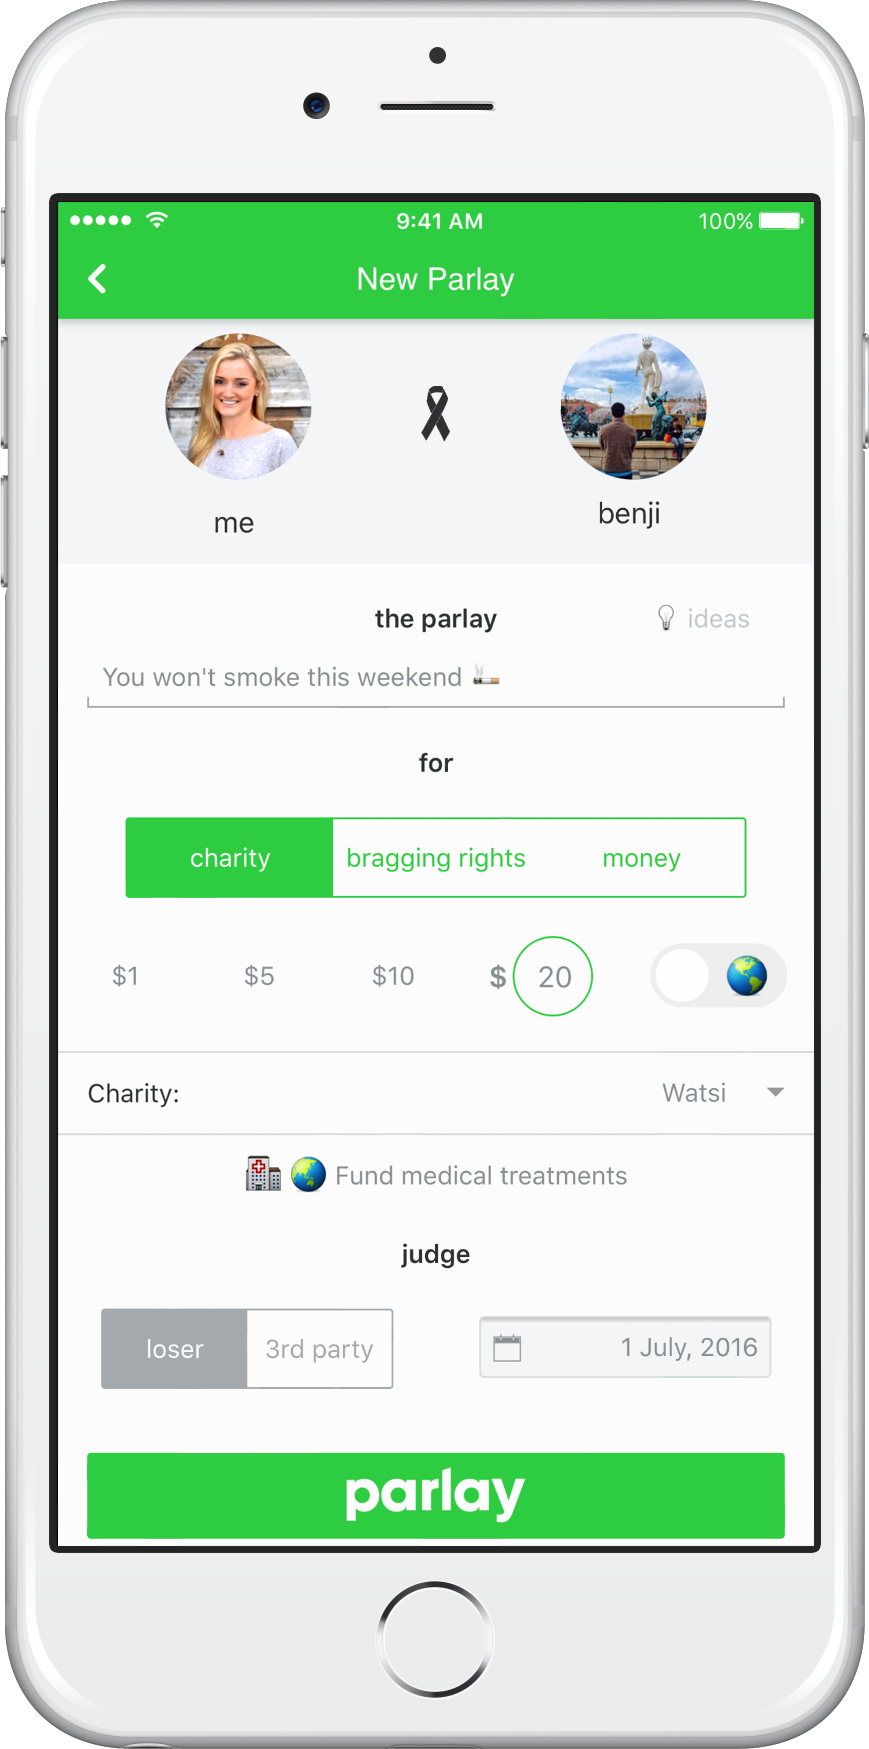 9:41 AM 100%
New Parlay
me benji
the parlay ideas
You won't smoke this weekend
for
charity bragging rights money
$1 $5 $10 $ 20
Charity: Watsi
Fund medical treatments
judge
loser 3rd party 1 July, 2016
parlay